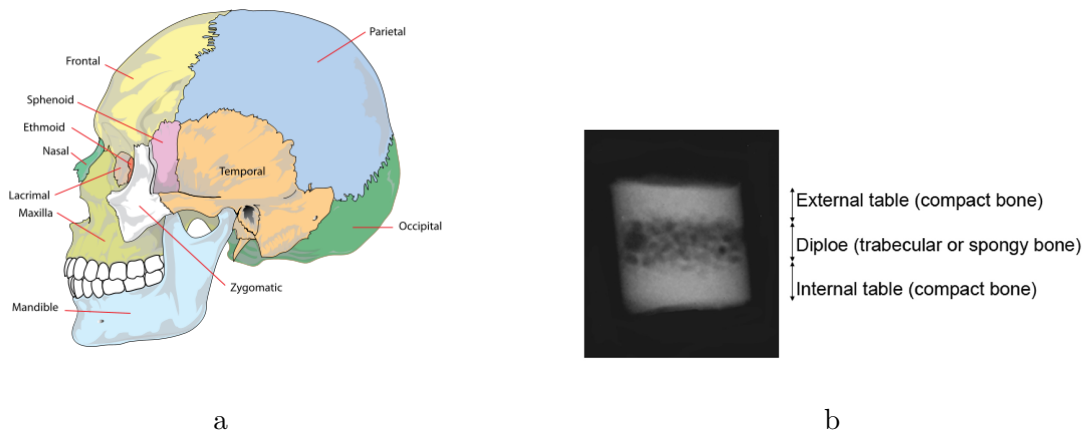 Parietal
Frontal
Sphenoid
Ethmoid
Nasal
Temporal
Lacrimal
Maxilla
Occipital
Zygomatic
Mandible
External table (compact bone)
Diploe (trabecular or spongy bone)
Internal table (compact bone)
a
b